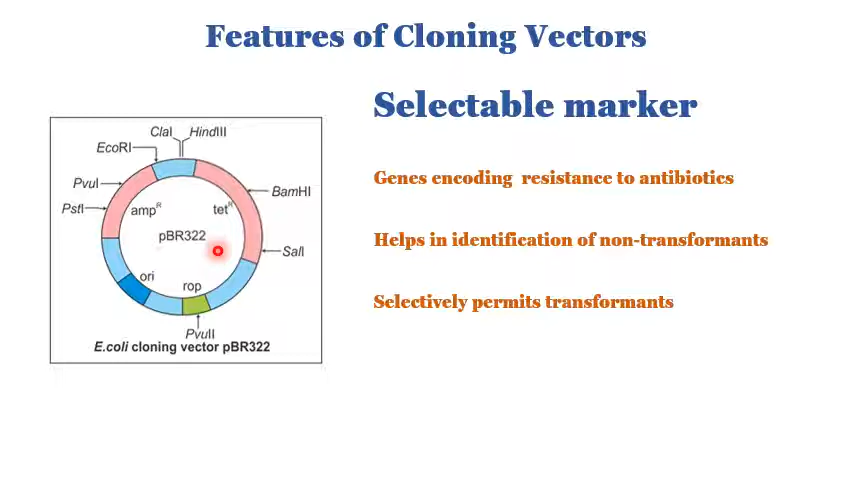 Features of Cloning Vectors
Selectable marker
ClaI HindIII
EcoRI
PvuI
PstI
BamHI
amp^R
tet^R
pBR322
SalI
ori
rop
PvuII
E.coli cloning vector pBR322
Genes encoding resistance to antibiotics
Helps in identification of non-transformants
Selectively permits transformants